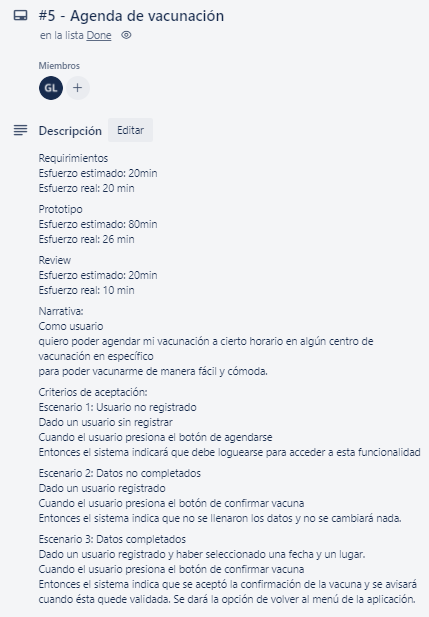 #5 - Agenda de vacunación
en la lista Done
Miembros
GL +
Descripción Editar
Requirimientos
Esfuerzo estimado: 20min
Esfuerzo real: 20 min
Prototipo
Esfuerzo estimado: 80min
Esfuerzo real: 26 min
Review
Esfuerzo estimado: 20min
Esfuerzo real: 10 min
Narrativa:
Como usuario
quiero poder agendar mi vacunación a cierto horario en algún centro de
vacunación en específico
para poder vacunarme de manera fácil y cómoda.
Criterios de aceptación:
Escenario 1: Usuario no registrado
Dado un usuario sin registrar
Cuando el usuario presiona el botón de agendarse
Entonces el sistema indicará que debe loguearse para acceder a esta funcionalidad
Escenario 2: Datos no completados
Dado un usuario registrado
Cuando el usuario presiona el botón de confirmar vacuna
Entonces el sistema indica que no se llenaron los datos y no se cambiará nada.
Escenario 3: Datos completados
Dado un usuario registrado y haber seleccionado una fecha y un lugar.
Cuando el usuario presiona el botón de confirmar vacuna
Entonces el sistema indica que se aceptó la confirmación de la vacuna y se avisará
cuando ésta quede validada. Se dará la opción de volver al menú de la aplicación.